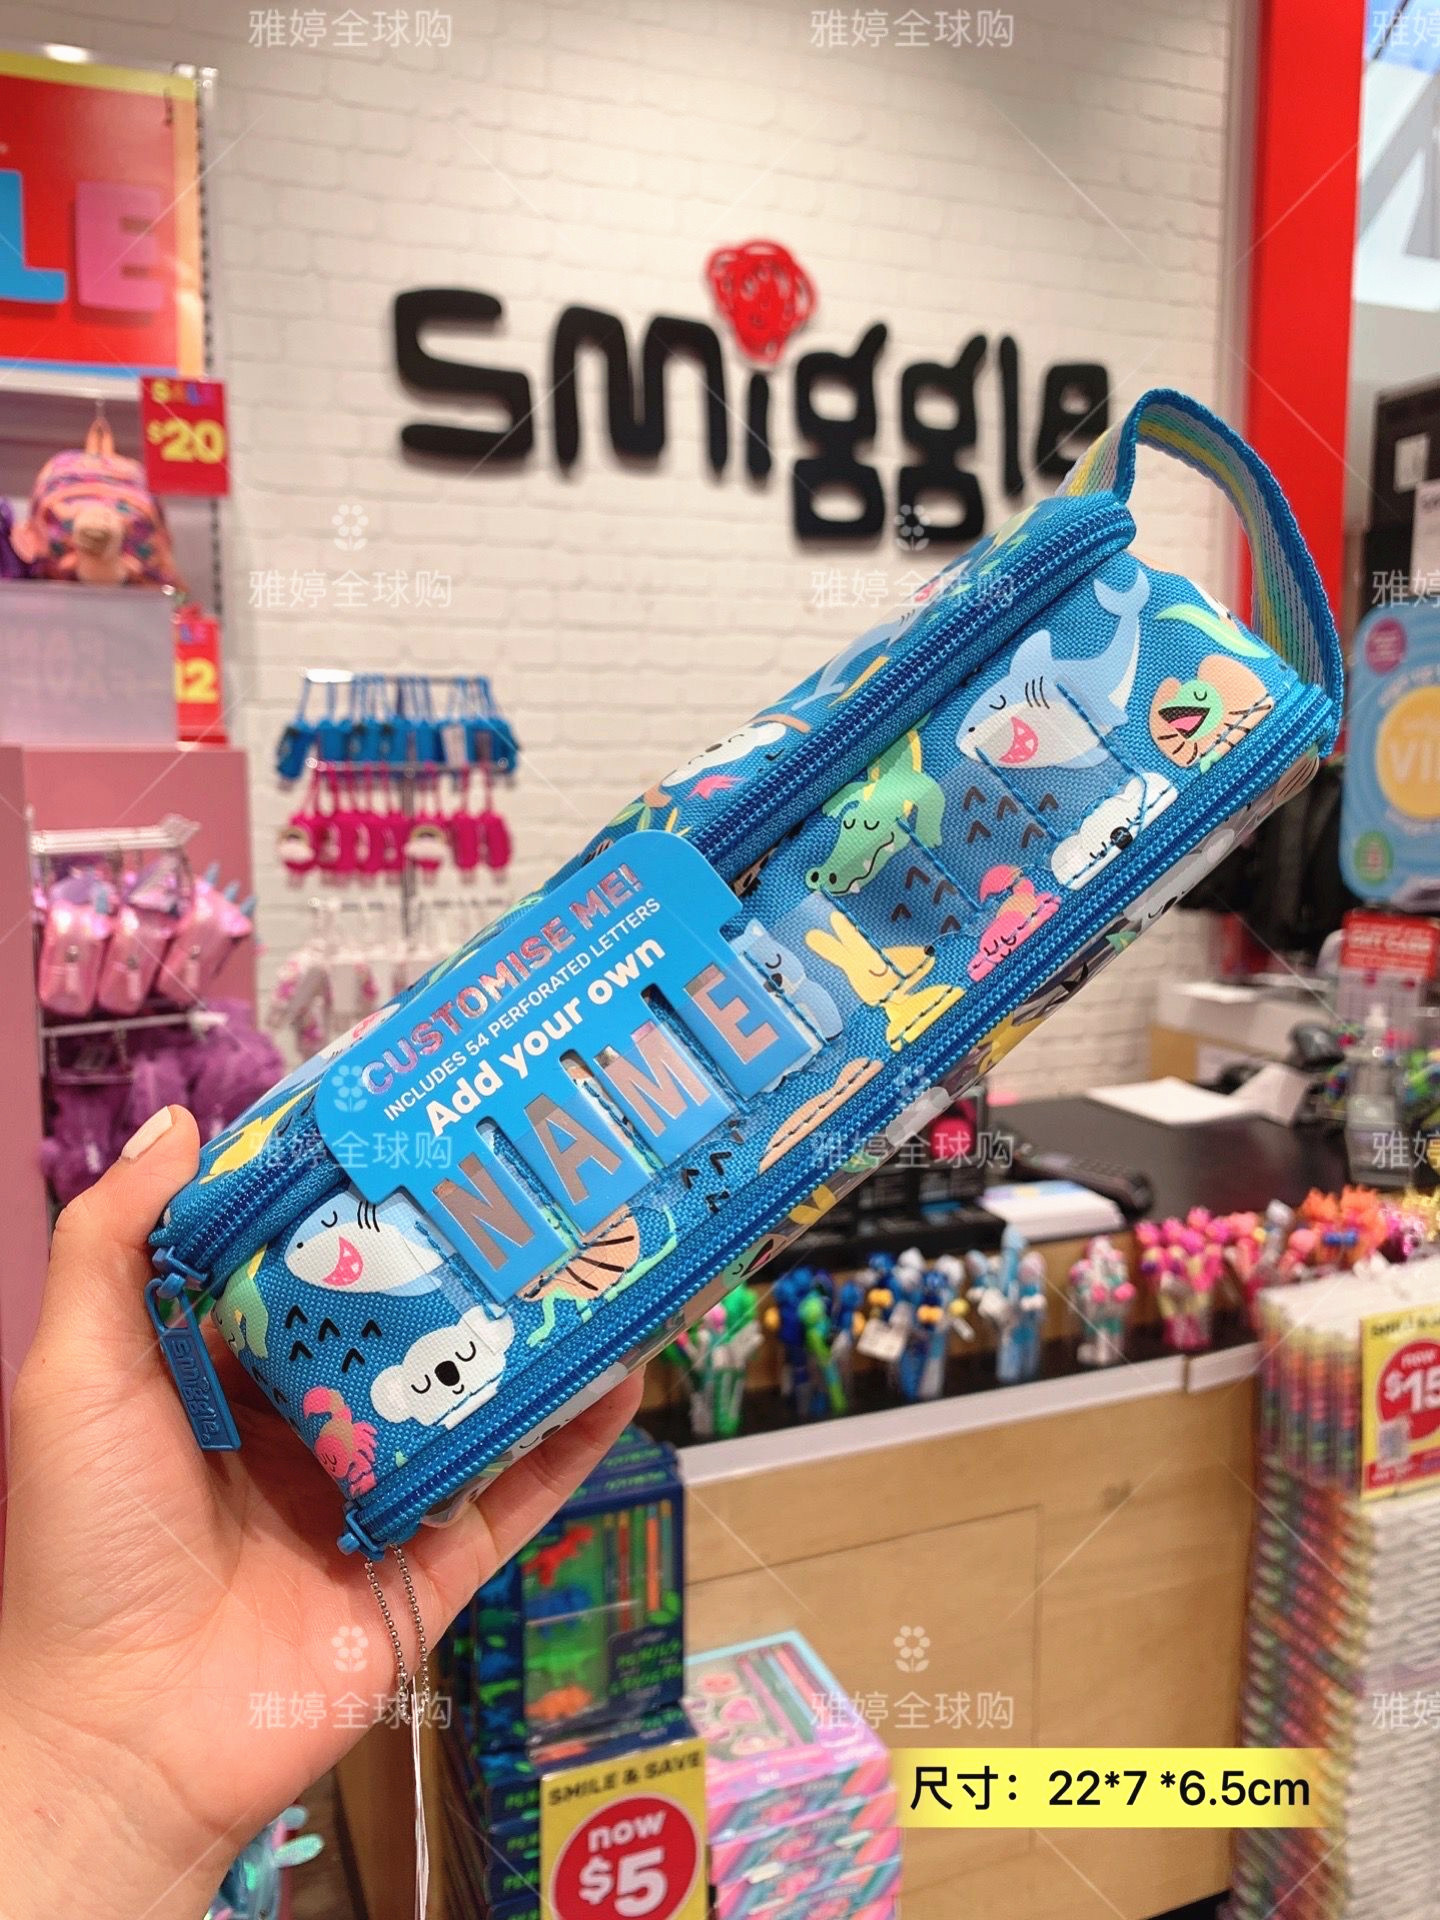 雅婷全球购
雅婷全球购
smiggle
SALE
$20
12
雅婷全球购
雅婷全球购
CUSTOMISE ME!
INCLUDES 54 PERFORATED LETTERS
Add your own
NAME
smiggle
雅婷全球购
雅婷全球购
now
$15
雅婷全球购
雅婷全球购
尺寸：22*7 *6.5cm
SMILE & SAVE
now
$5